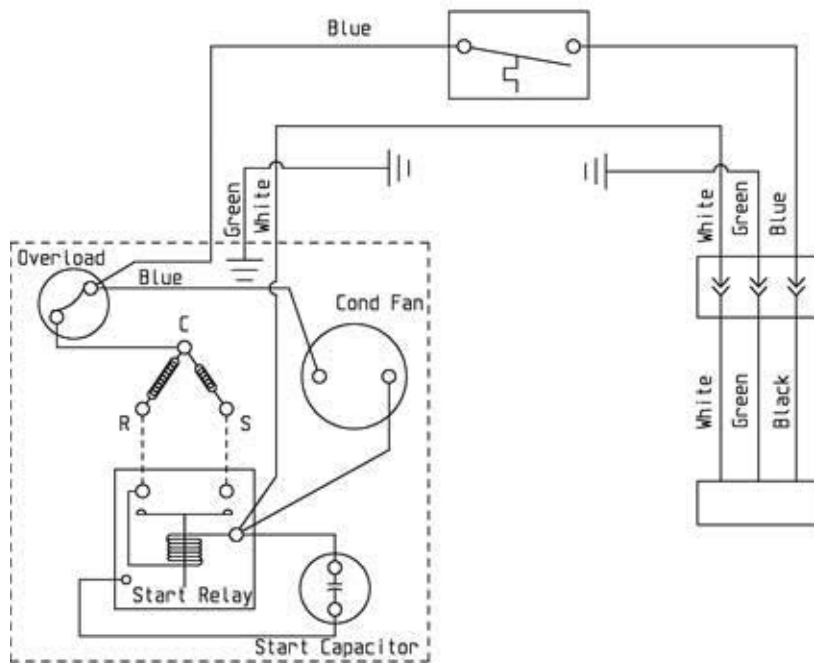 Blue
Green
White
White
Green
Blue
Overload
Blue
Cond Fan
C
R
S
White
Green
Black
Start Relay
Start Capacitor